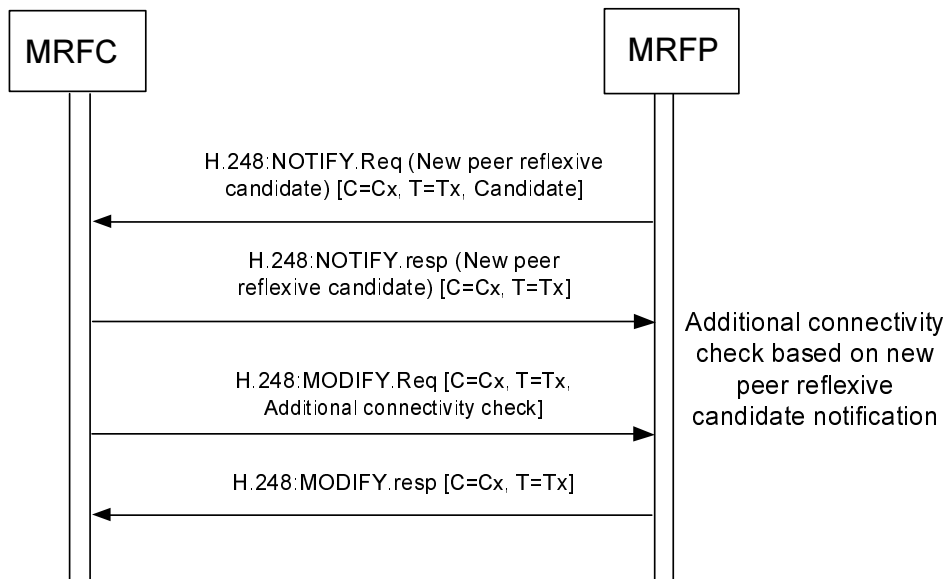 MRFC
MRFP
H.248:NOTIFY.Req (New peer reflexive
candidate) [C=Cx, T=Tx, Candidate]
H.248:NOTIFY.resp (New peer
reflexive candidate) [C=Cx, T=Tx]
Additional connectivity
check based on new
peer reflexive
candidate notification
H.248:MODIFY.Req [C=Cx, T=Tx,
Additional connectivity check]
H.248:MODIFY.resp [C=Cx, T=Tx]